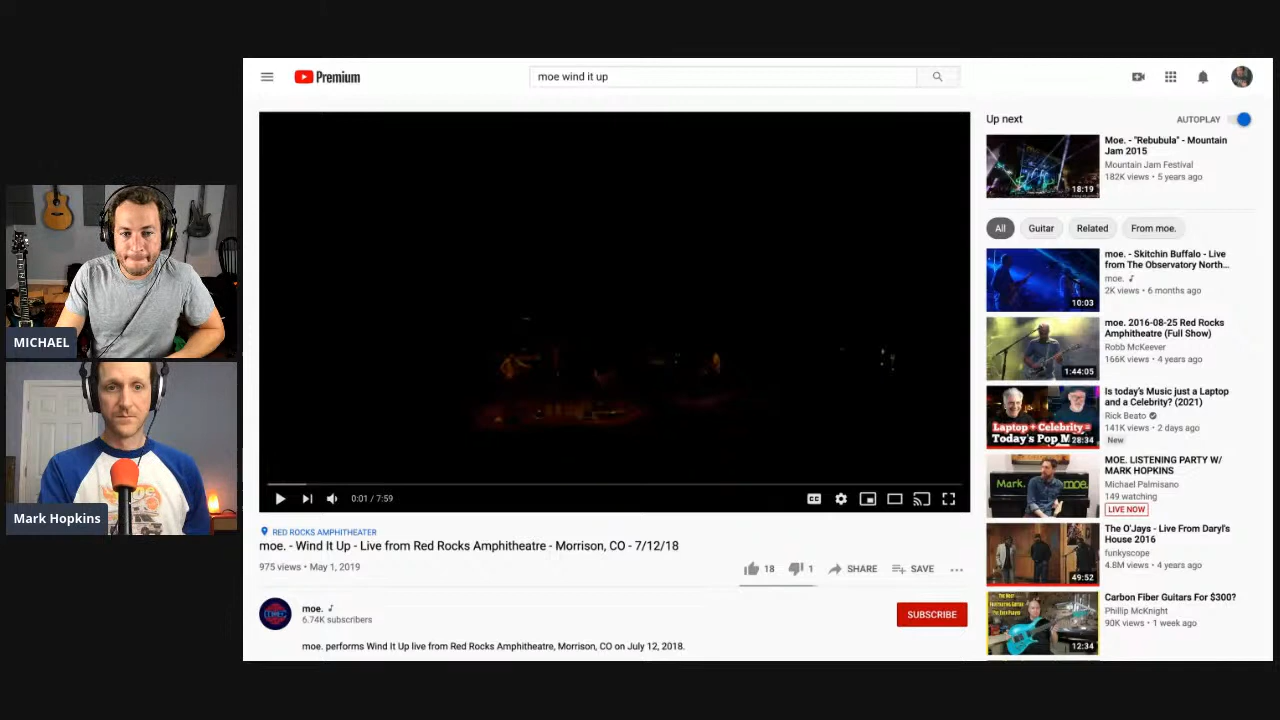 Premium
moe wind it up
MICHAEL
Mark Hopkins
0:01 / 7:59
RED ROCKS AMPHITHEATER
moe. - Wind It Up - Live from Red Rocks Amphitheatre - Morrison, CO - 7/12/18
975 views • May 1, 2019
18
1
SHARE
SAVE
moe.
6.74K subscribers
SUBSCRIBE
moe. performs Wind It Up live from Red Rocks Amphitheatre, Morrison, CO on July 12, 2018.
Up next
AUTOPLAY
18:19
Moe. - "Rebubula" - Mountain
Jam 2015
Mountain Jam Festival
182K views • 5 years ago
All
Guitar
Related
From moe.
10:03
moe. - Skitchin Buffalo - Live
from The Observatory North...
moe.
2K views • 6 months ago
1:44:05
moe. 2016-08-25 Red Rocks
Amphitheatre (Full Show)
Robb McKeever
166K views • 4 years ago
Laptop + Celebrity =
Today's Pop M
28:34
Is today's Music just a Laptop
and a Celebrity? (2021)
Rick Beato
141K views • 2 days ago
New
Mark.
moe.
MOE. LISTENING PARTY W/
MARK HOPKINS
Michael Palmisano
149 watching
LIVE NOW
49:52
The O'Jays - Live From Daryl's
House 2016
funkyscope
4.8M views • 4 years ago
12:34
Carbon Fiber Guitars For $300?
Phillip McKnight
90K views • 1 week ago